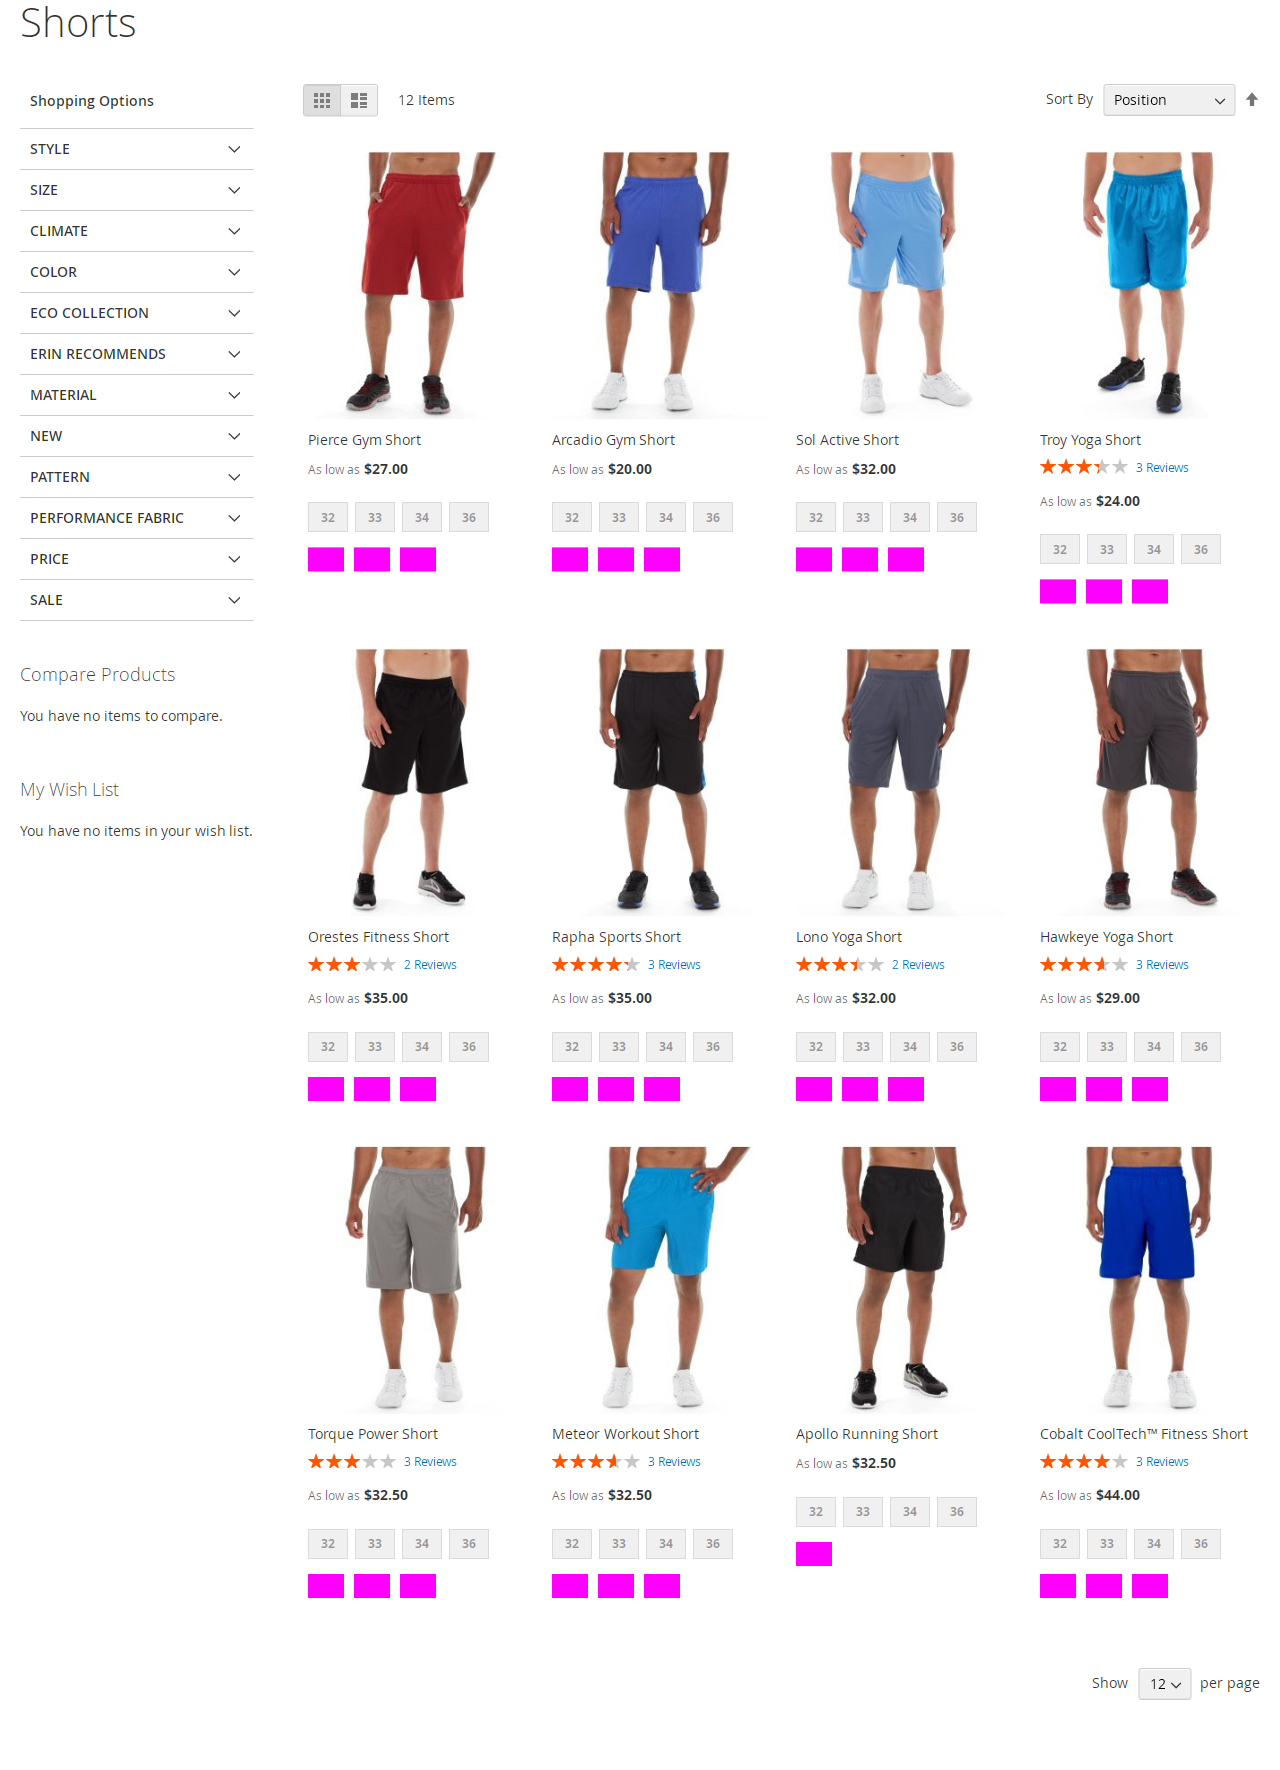 Shorts
Shopping Options
STYLE
SIZE
CLIMATE
COLOR
ECO COLLECTION
ERIN RECOMMENDS
MATERIAL
NEW
PATTERN
PERFORMANCE FABRIC
PRICE
SALE
Compare Products
You have no items to compare.
My Wish List
You have no items in your wish list.
12 Items
Sort By Position
Pierce Gym Short
As low as $27.00
32 33 34 36
Arcadio Gym Short
As low as $20.00
32 33 34 36
Sol Active Short
As low as $32.00
32 33 34 36
Troy Yoga Short
3 Reviews
As low as $24.00
32 33 34 36
Orestes Fitness Short
2 Reviews
As low as $35.00
32 33 34 36
Rapha Sports Short
3 Reviews
As low as $35.00
32 33 34 36
Lono Yoga Short
2 Reviews
As low as $32.00
32 33 34 36
Hawkeye Yoga Short
3 Reviews
As low as $29.00
32 33 34 36
Torque Power Short
3 Reviews
As low as $32.50
32 33 34 36
Meteor Workout Short
3 Reviews
As low as $32.50
32 33 34 36
Apollo Running Short
As low as $32.50
32 33 34 36
Cobalt CoolTech™ Fitness Short
3 Reviews
As low as $44.00
32 33 34 36
Show 12 per page